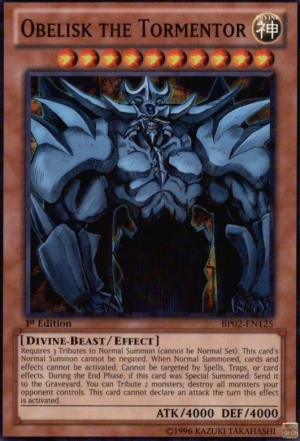 OBELISK THE TORMENTOR
DIVINE
神
1st Edition
BP02-EN125
[DIVINE-BEAST/EFFECT]
Requires 3 Tributes to Normal Summon (cannot be Normal Set). This card's
Normal Summon cannot be negated. When Normal Summoned, cards and
effects cannot be activated. Cannot be targeted by Spells, Traps, or card
effects. During the End Phase, if this card was Special Summoned: Send it
to the Graveyard. You can Tribute 2 monsters; destroy all monsters your
opponent controls. This card cannot declare an attack the turn this effect
is activated.
ATK/4000 DEF/4000
©1996 KAZUKI TAKAHASHI